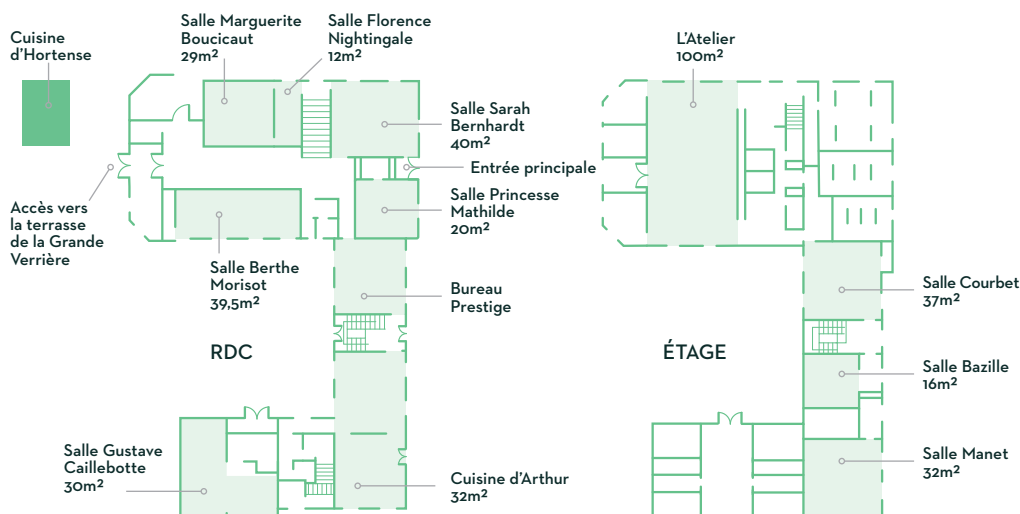 Cuisine
d'Hortense
Salle Marguerite
Boucicaut
29m²
Salle Florence
Nightingale
12m²
Salle Sarah
Bernhardt
40m²
Entrée principale
Salle Princesse
Mathilde
20m²
Accès vers
la terrasse
de la Grande
Verrière
Salle Berthe
Morisot
39,5m²
Bureau
Prestige
RDC
Salle Gustave
Caillebotte
30m²
Cuisine d'Arthur
32m²
L'Atelier
100m²
Salle Courbet
37m²
ÉTAGE
Salle Bazille
16m²
Salle Manet
32m²